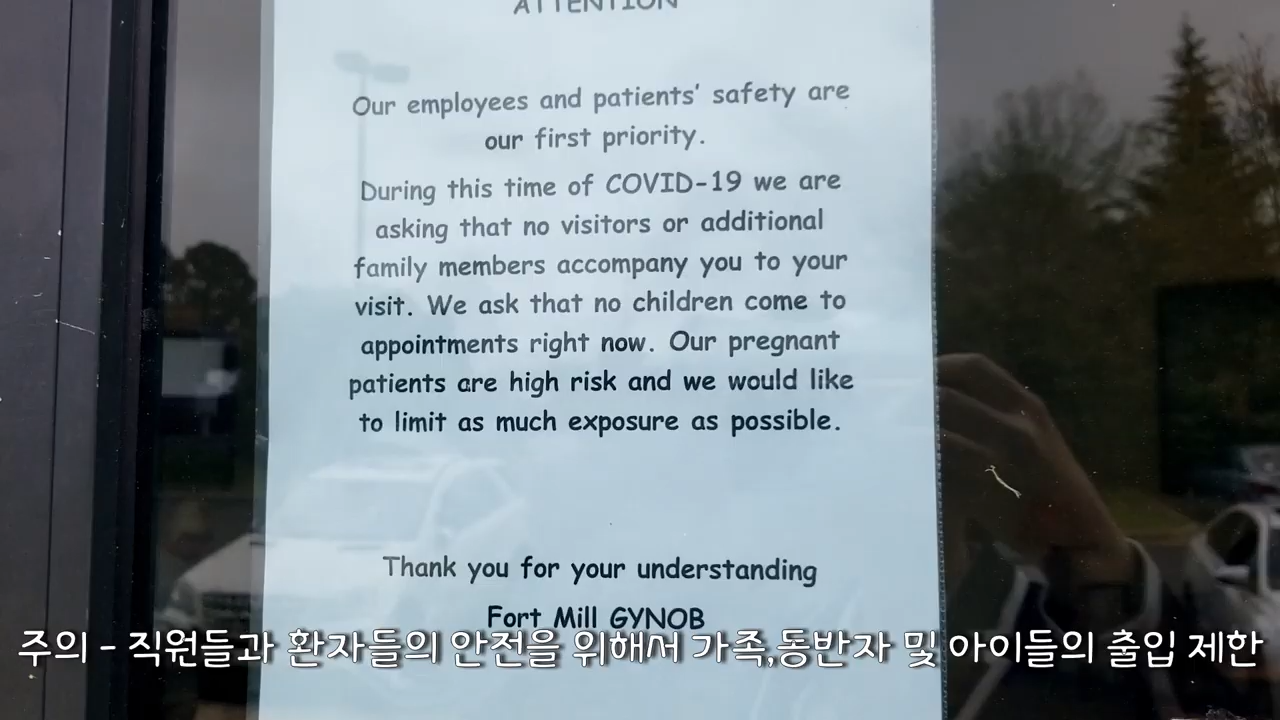 ATTENTION
Our employees and patients' safety are
our first priority.
During this time of COVID-19 we are
asking that no visitors or additional
family members accompany you to your
visit. We ask that no children come to
appointments right now. Our pregnant
patients are high risk and we would like
to limit as much exposure as possible.
Thank you for your understanding
Fort Mill GYNOB
주의 - 직원들과 환자들의 안전을 위해서 가족,동반자 및 아이들의 출입 제한